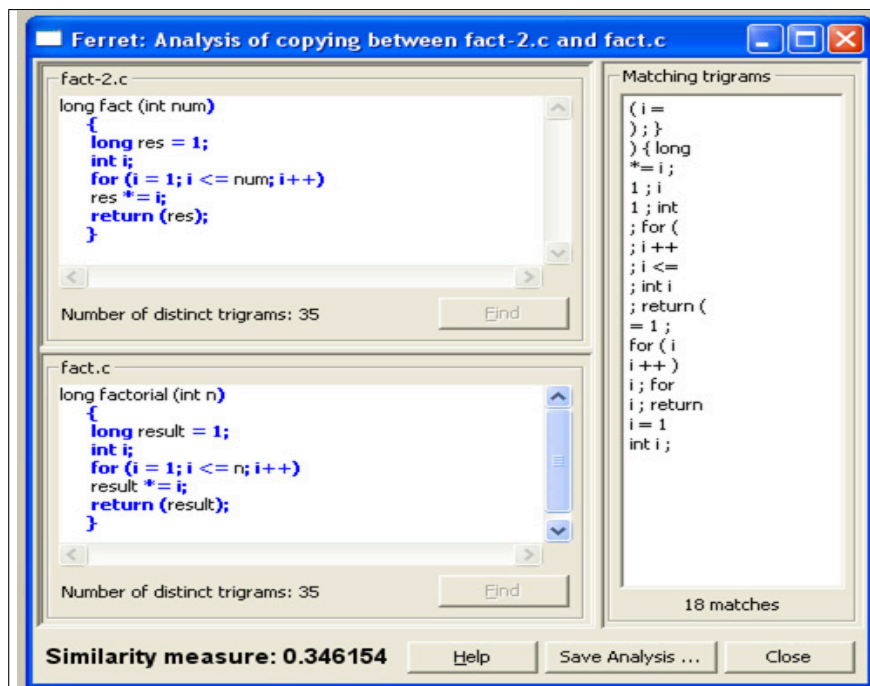 Ferret: Analysis of copying between fact-2.c and fact.c
fact-2.c
long fact (int num)
{
long res = 1;
int i;
for (i = 1; i <= num; i++)
res *= i;
return (res);
}
Number of distinct trigrams: 35
Find
fact.c
long factorial (int n)
{
long result = 1;
int i;
for (i = 1; i <= n; i++)
result *= i;
return (result);
}
Number of distinct trigrams: 35
Find
Matching trigrams
( i =
) ; }
) { long
*= i ;
1 ; i
1 ; int
; for (
; i ++
; i <=
; int i
; return (
= 1 ;
for ( i
i ++ )
i ; for
i ; return
i = 1
int i ;
18 matches
Similarity measure: 0.346154
Help
Save Analysis ...
Close